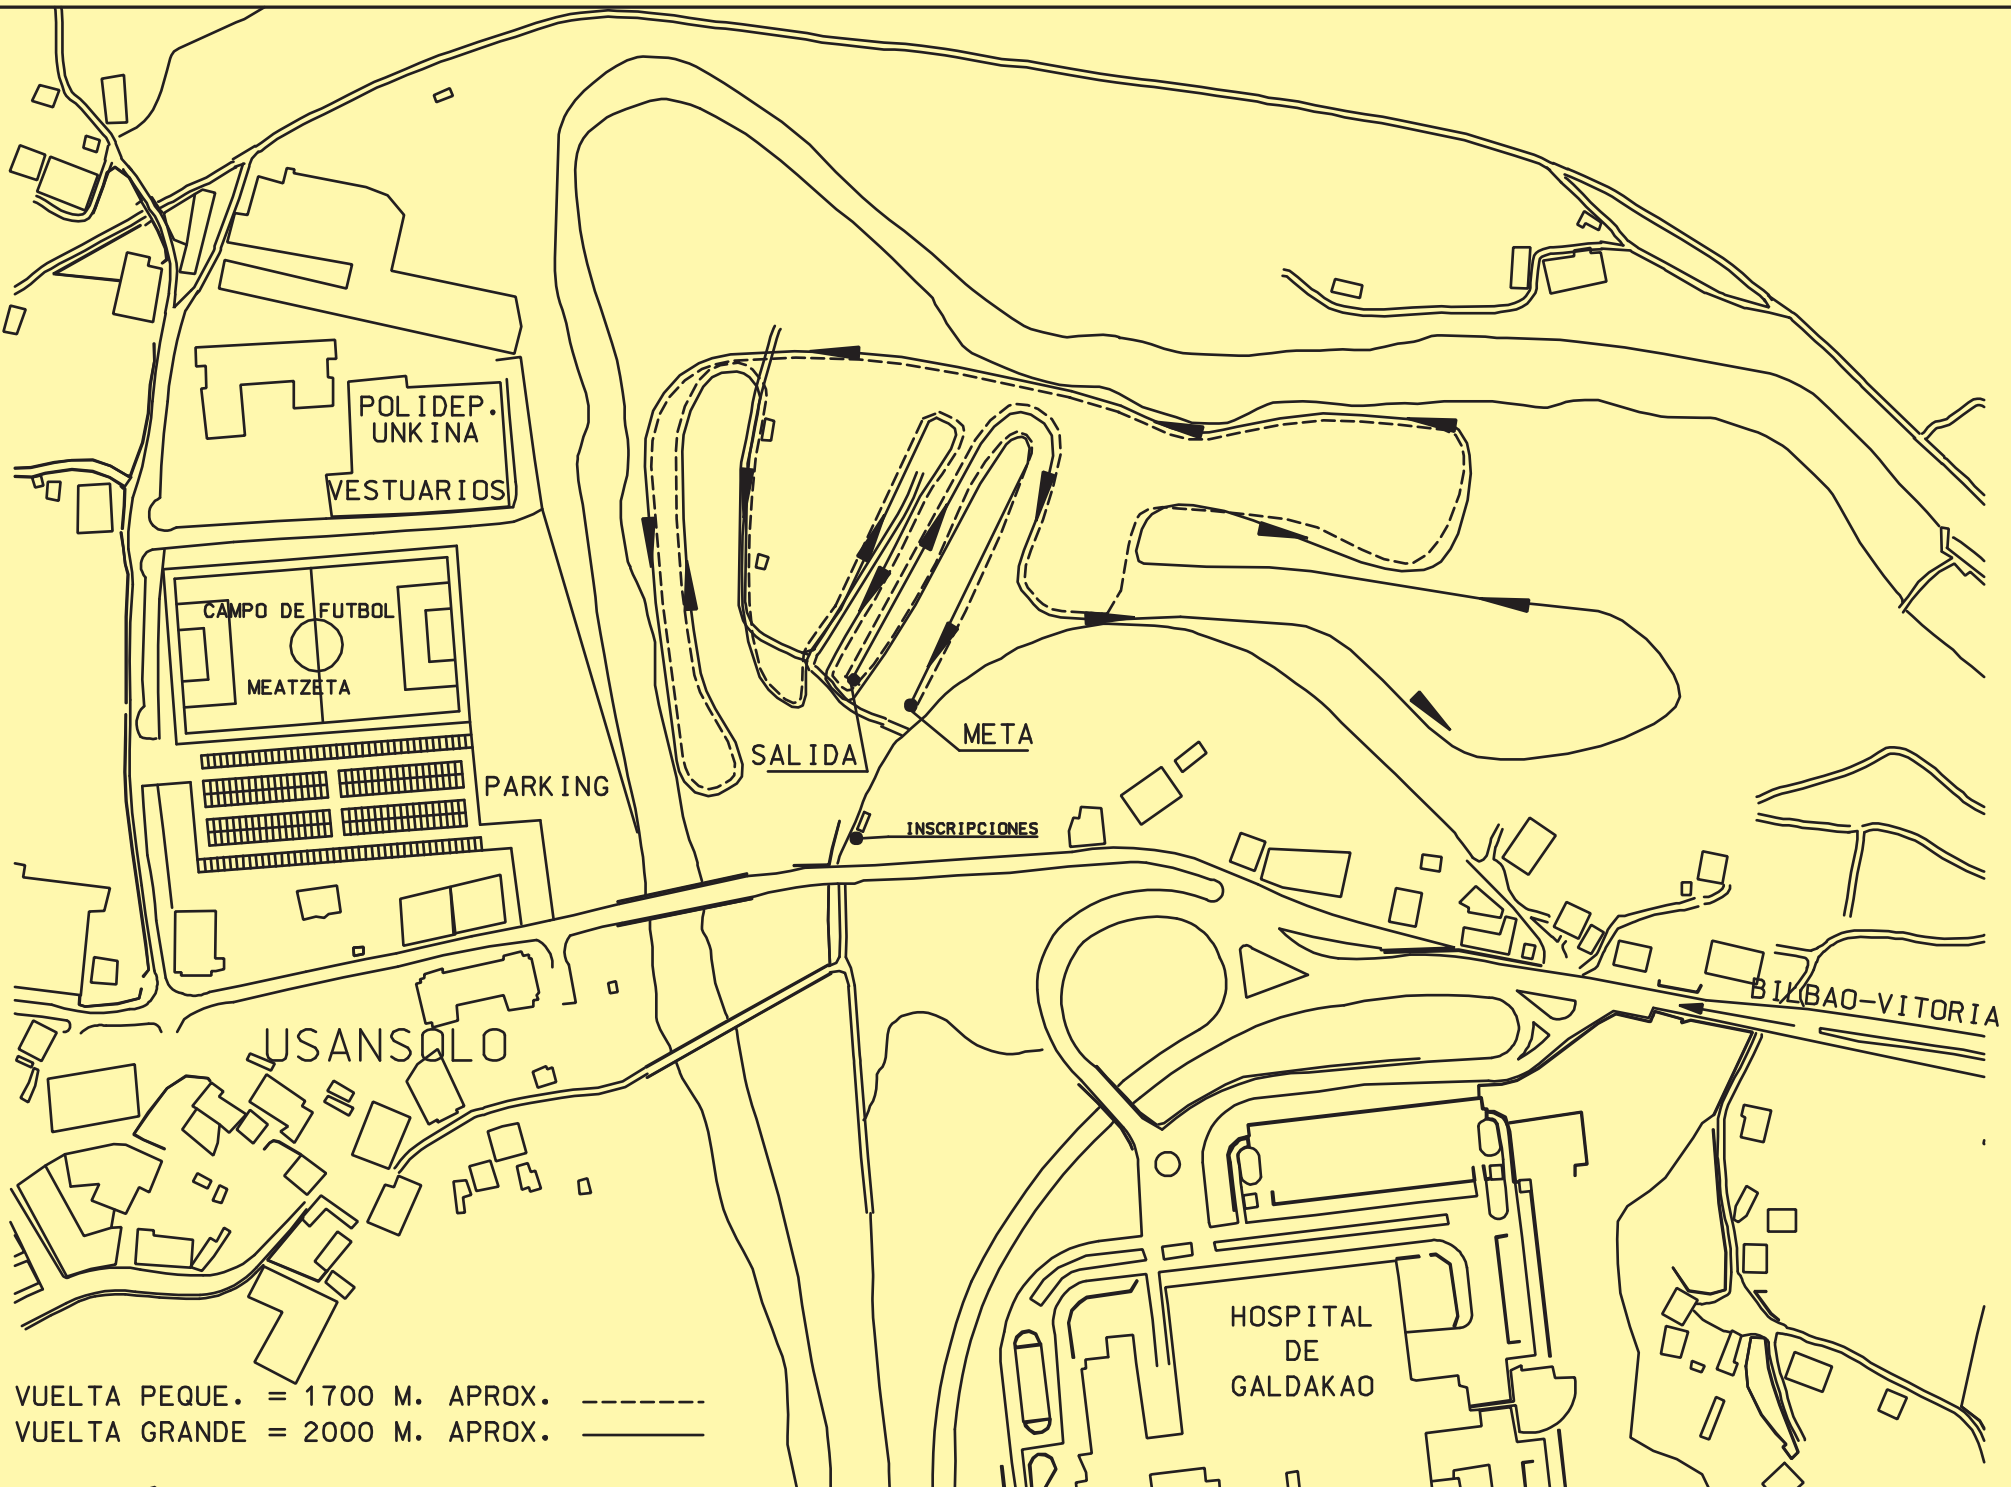 POLIDEP.
UNKINA
VESTUARIOS
CAMPO DE FUTBOL
MEATZETA
PARKING
SALIDA
META
INSCRIPCIONES
BILBAO-VITORIA
USANSOLO
HOSPITAL
DE
GALDAKAO
VUELTA PEQUE. = 1700 M. APROX.
VUELTA GRANDE = 2000 M. APROX.